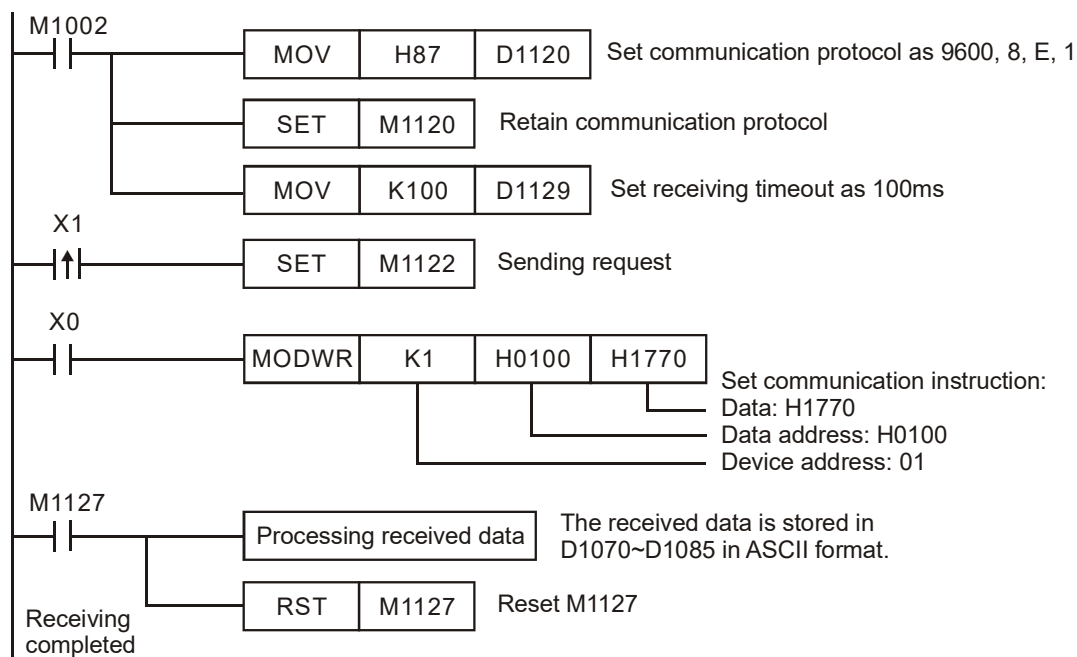 M1002
MOV H87 D1120 Set communication protocol as 9600, 8, E, 1
SET M1120 Retain communication protocol
MOV K100 D1129 Set receiving timeout as 100ms
X1
SET M1122 Sending request
X0
MODWR K1 H0100 H1770
Set communication instruction:
Data: H1770
Data address: H0100
Device address: 01
M1127
Processing received data
The received data is stored in
D1070~D1085 in ASCII format.
RST M1127 Reset M1127
Receiving
completed